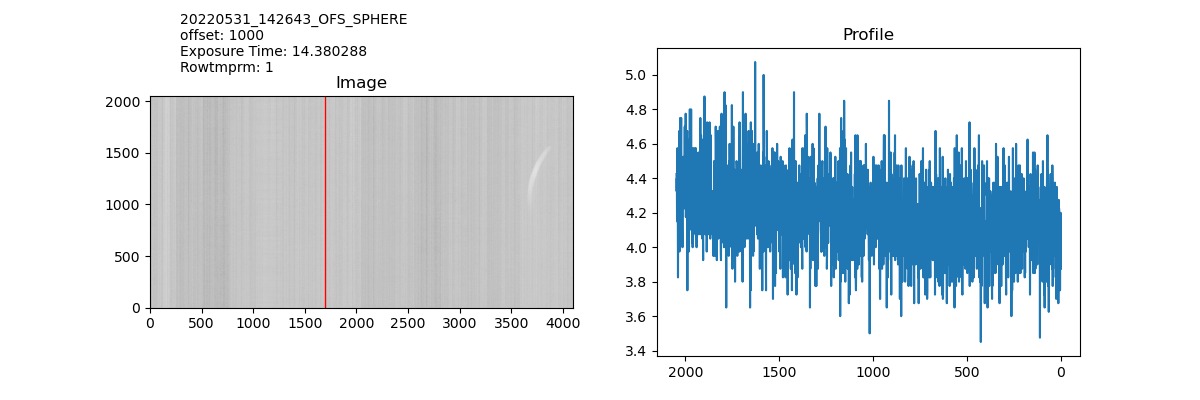 20220531_142643_OFS_SPHERE
offset: 1000
Exposure Time: 14.380288
Rowtmprm: 1
Image
2000
1500
1000
500
0
0 500 1000 1500 2000 2500 3000 3500 4000
Profile
5.0
4.8
4.6
4.4
4.2
4.0
3.8
3.6
3.4
2000 1500 1000 500 0